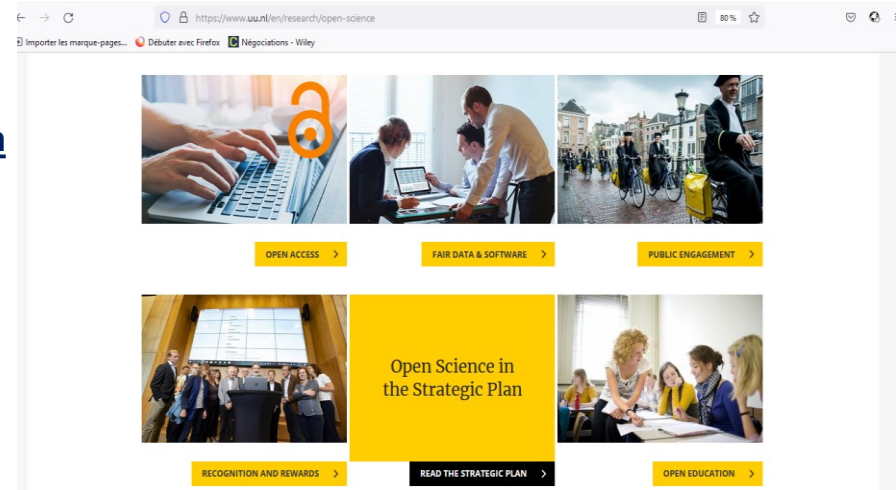 https://www.uu.nl/en/research/open-science
80 %
Importer les marque-pages...
Débuter avec Firefox
Négociations - Wiley
OPEN ACCESS >
FAIR DATA & SOFTWARE >
PUBLIC ENGAGEMENT >
Open Science in
the Strategic Plan
RECOGNITION AND REWARDS >
READ THE STRATEGIC PLAN >
OPEN EDUCATION >